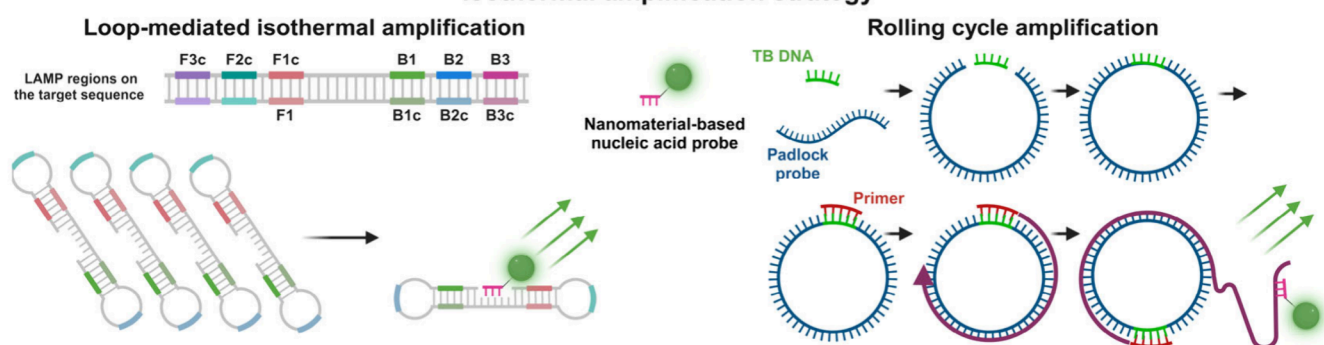 Loop-mediated isothermal amplification
LAMP regions on
the target sequence
F3c F2c F1c B1 B2 B3
F1 B1c B2c B3c
Nanomaterial-based
nucleic acid probe
Rolling cycle amplification
TB DNA
Padlock
probe
Primer